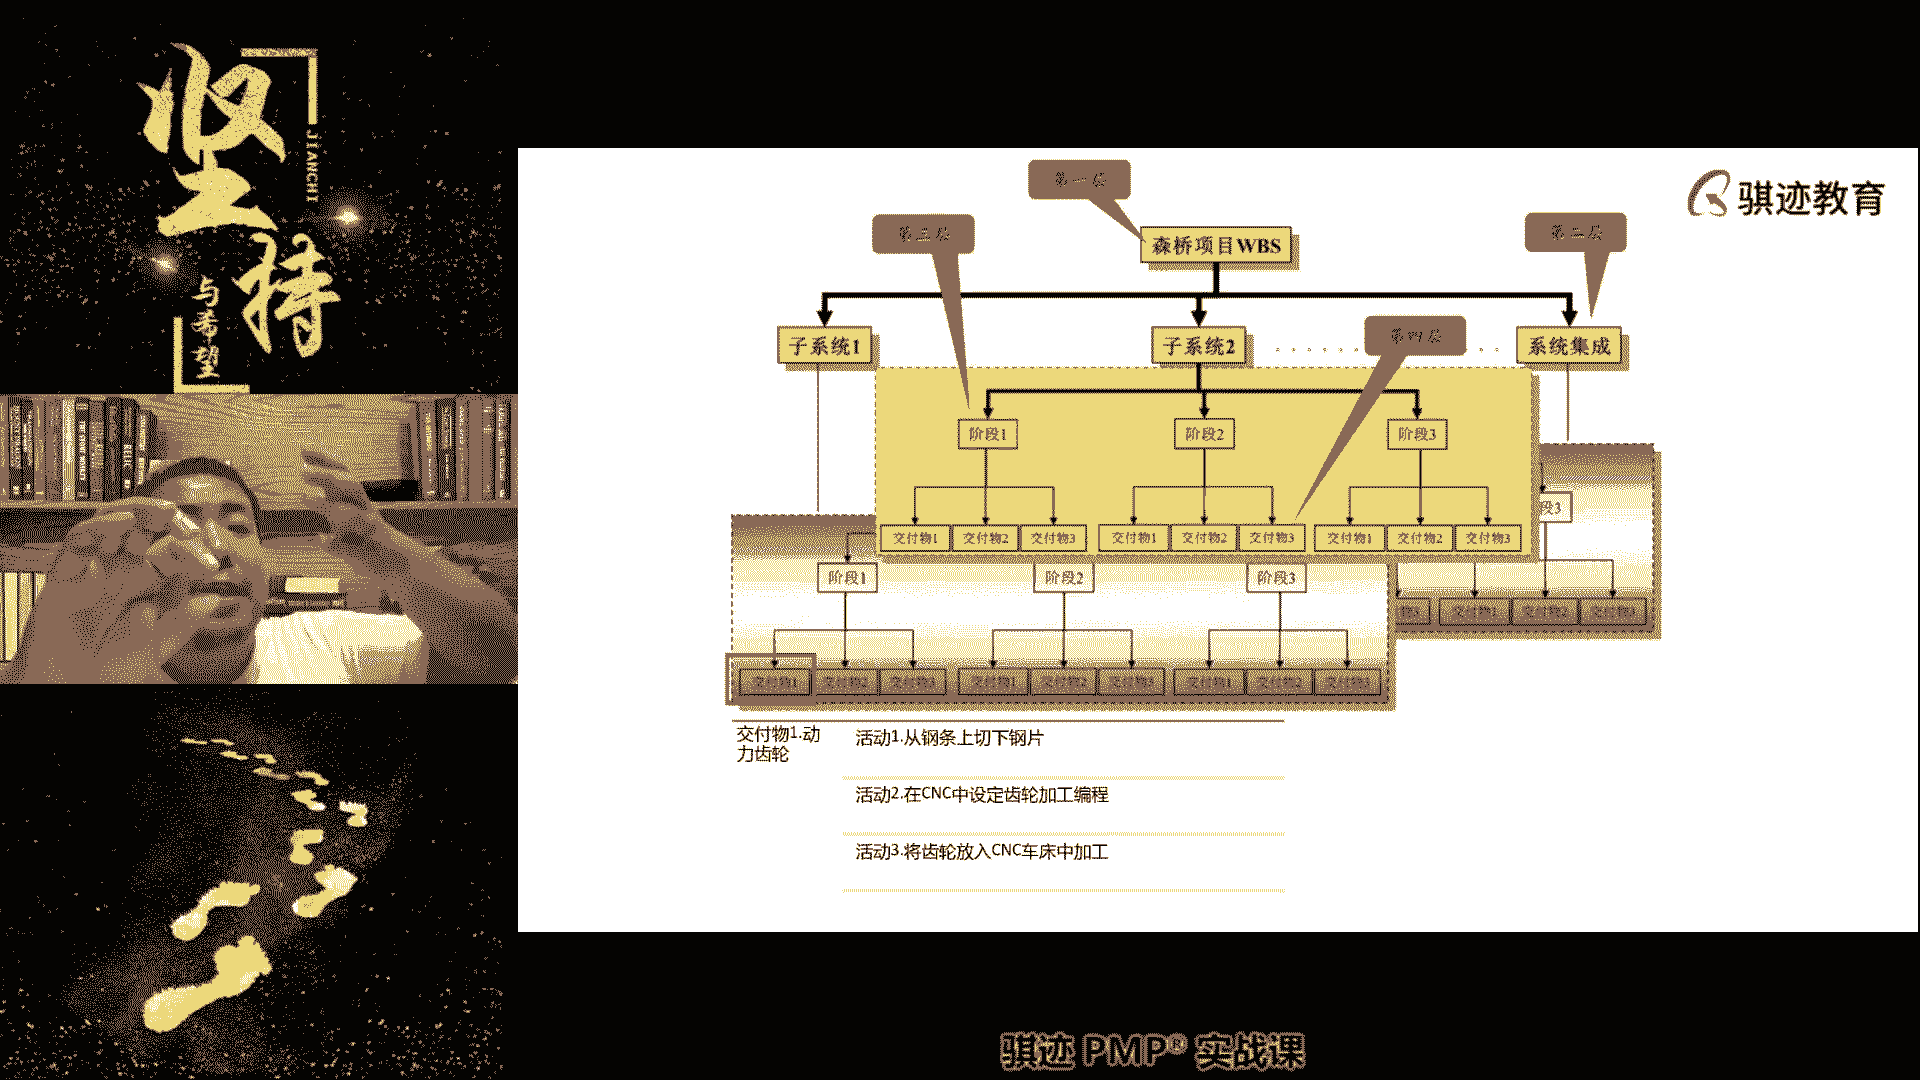 坚持
JIANCHI
与希望
骐迹教育
第一层
第三层
第二层
森桥项目WBS
子系统1
子系统2
第四层
系统集成
阶段1
阶段2
阶段3
段3
交付物1
交付物2
交付物3
交付物1
交付物2
交付物3
交付物1
交付物2
交付物3
阶段1
阶段2
阶段3
物3
交付物1
交付物2
交付物3
交付物1
交付物2
交付物3
交付物1
交付物2
交付物3
交付物1
交付物2
交付物3
交付物1.动
力齿轮
活动1.从钢条上切下钢片
活动2.在CNC中设定齿轮加工编程
活动3.将齿轮放入CNC车床中加工
骐迹 PMP® 实战课